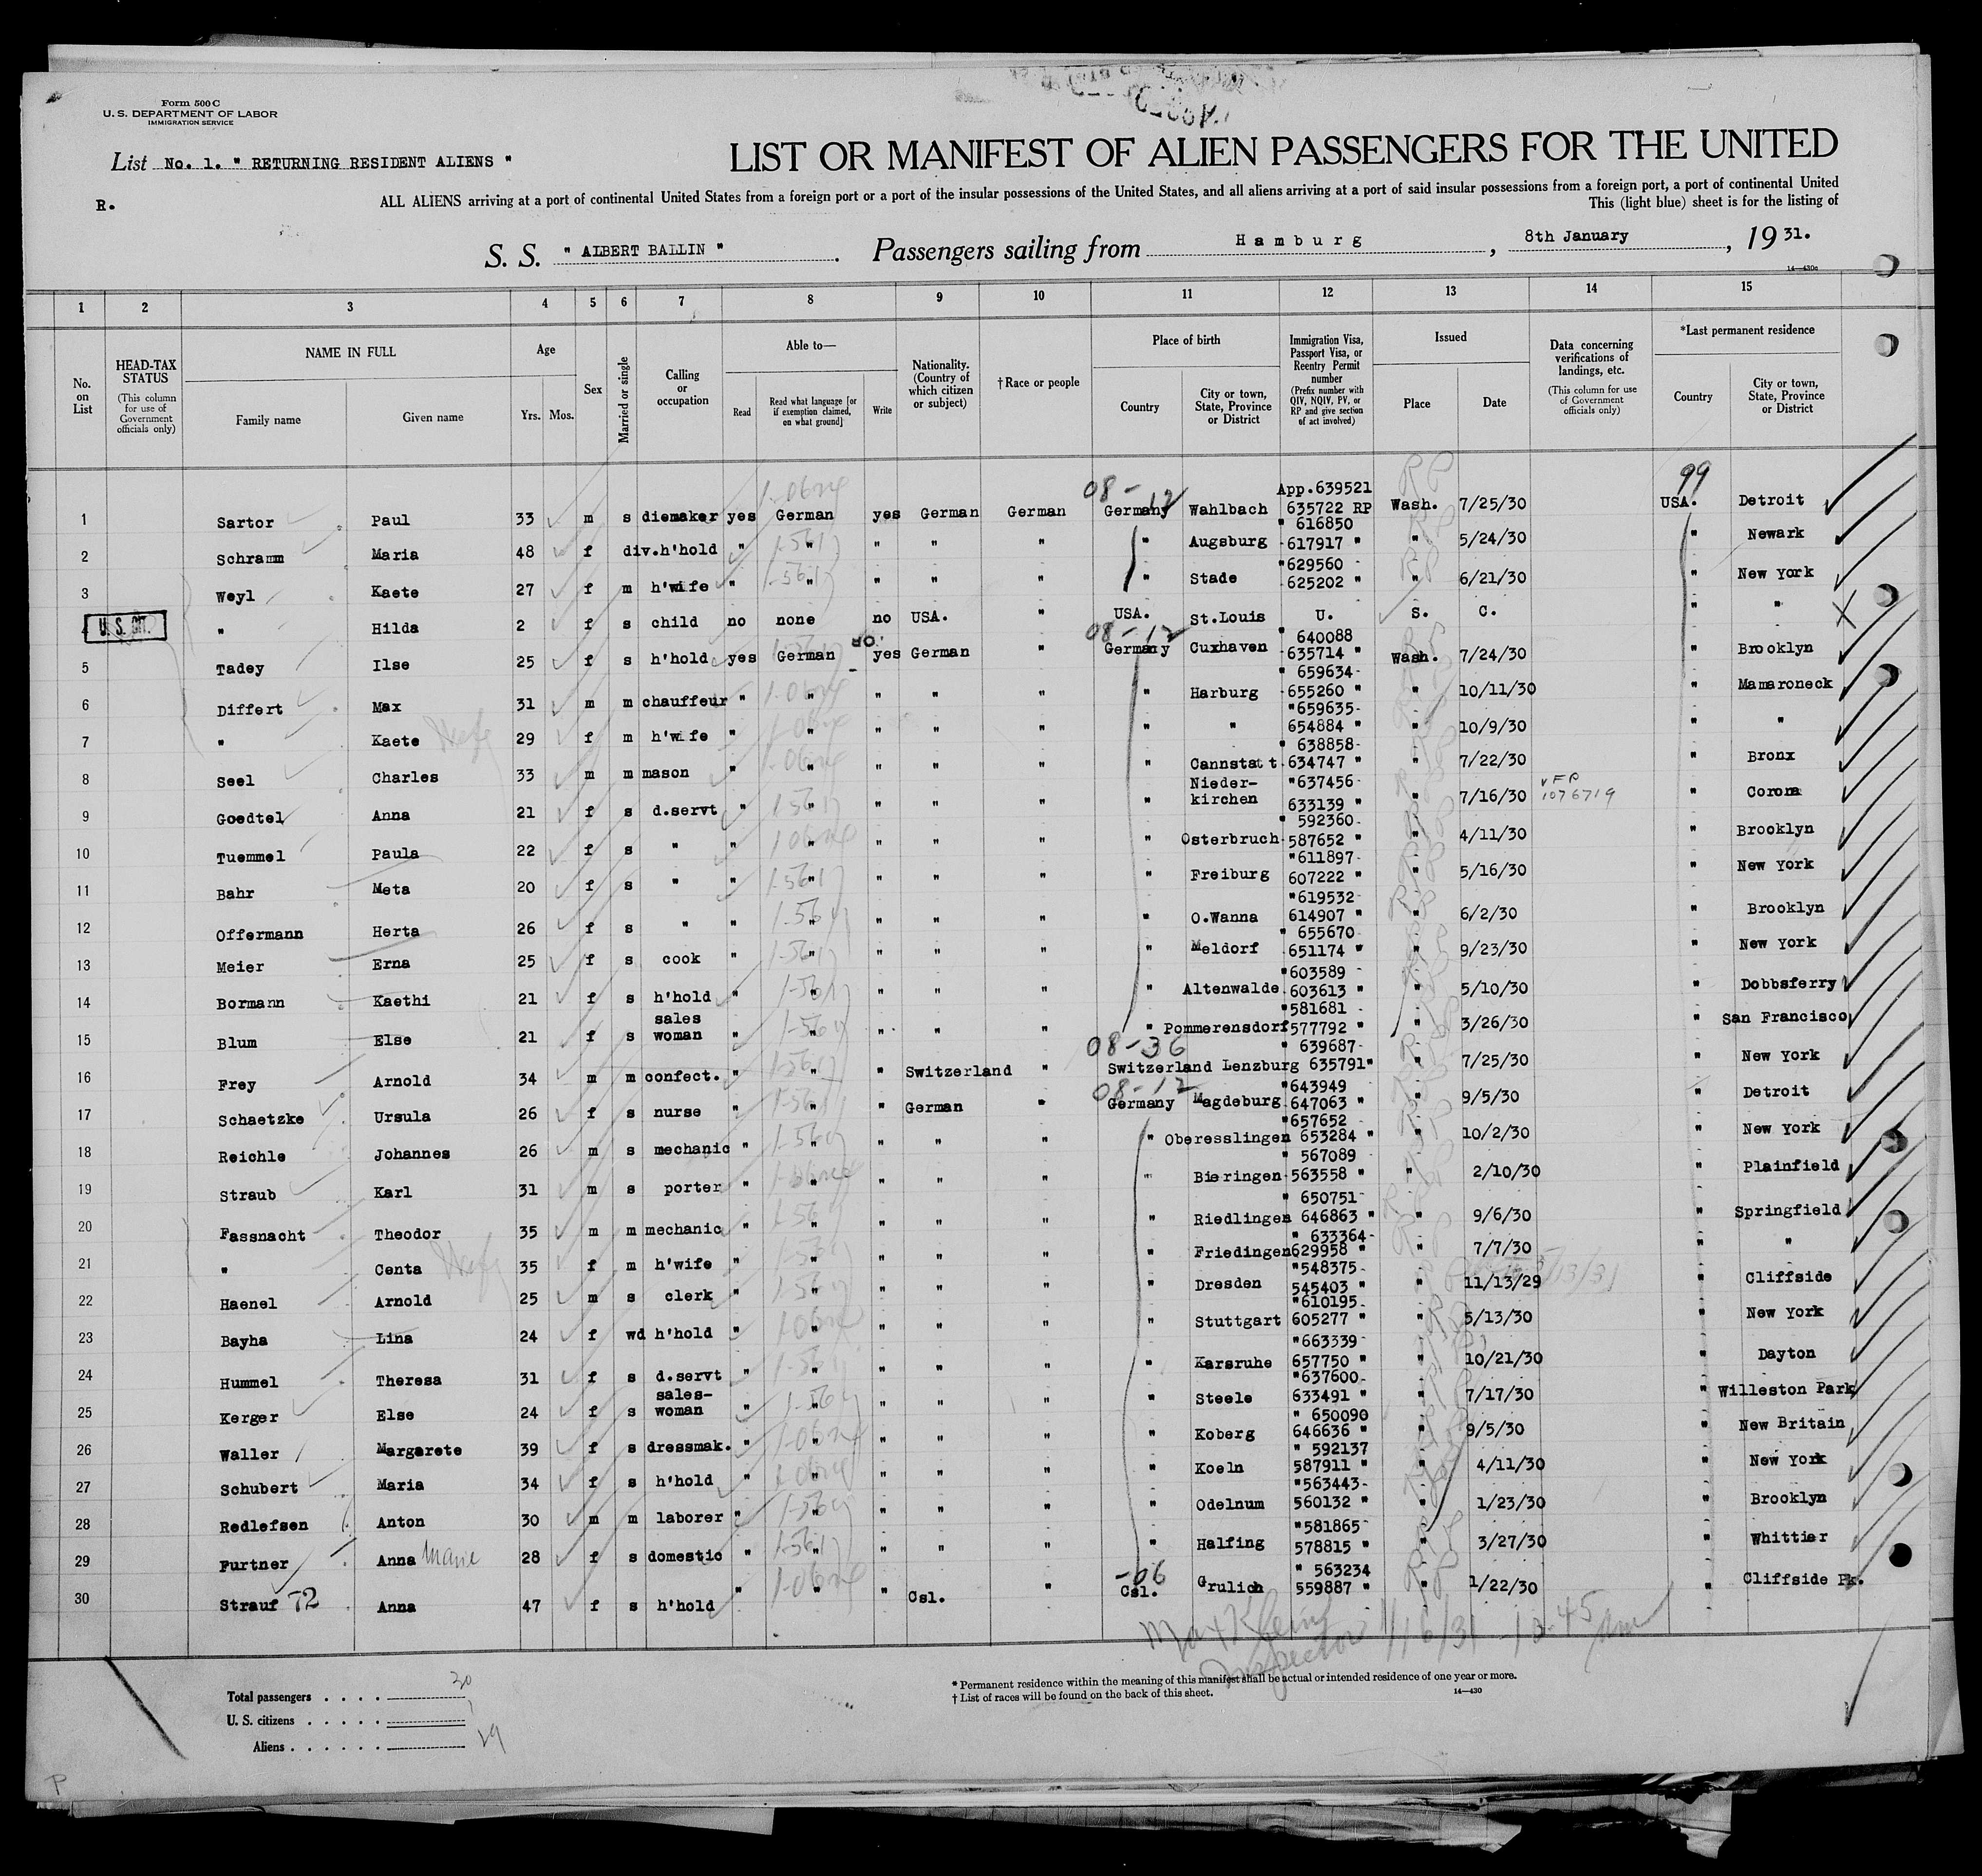 Form 500 C
U. S. DEPARTMENT OF LABOR
IMMIGRATION SERVICE
List No. 1. " RETURNING RESIDENT ALIENS "
LIST OR MANIFEST OF ALIEN PASSENGERS FOR THE UNITED
R.
ALL ALIENS arriving at a port of continental United States from a foreign port or a port of the insular possessions of the United States, and all aliens arriving at a port of said insular possessions from a foreign port, a port of continental United
This (light blue) sheet is for the listing of
S. S. " ALBERT BALLIN " . Passengers sailing from Hamburg , 8th January , 19 31.
14—430c
1 2 3 4 5 6 7 8 9 10 11 12 13 14 15
No. on List
HEAD-TAX STATUS (This column for use of Government officials only)
NAME IN FULL Family name Given name
Age Yrs. Mos.
Sex
Married or single
Calling or occupation
Able to— Read Read what language [or if exemption claimed, on what ground] Write
Nationality. (Country of which citizen or subject)
†Race or people
Place of birth Country City or town, State, Province or District
Immigration Visa, Passport Visa, or Reentry Permit number (Prefix number with QIV, NQIV, PV, or RP and give section of act involved)
Issued Place Date
Data concerning verifications of landings, etc. (This column for use of Government officials only)
*Last permanent residence Country City or town, State, Province or District
99
08-12
1 Sartor Paul 33 m s diemaker yes German yes German German Germany Wahlbach App.639521 635722 RP Wash. 7/25/30 USA. Detroit
2 Schramm Maria 48 f div. h'hold " " " " " " Augsburg " 616850 617917 " " 5/24/30 " Newark
3 Weyl Kaete 27 f m h'wife " " " " " " Stade "629560 625202 " " 6/21/30 " New York
4 U. S. CIT. " Hilda 2 f s child no none no USA. " USA. St.Louis U. S. C. " "
08-12
5 Tadey Ilse 25 f s h'hold yes German yes German " Germany Cuxhaven " 640088 635714 " Wash. 7/24/30 " Brooklyn
6 Differt Max 31 m m chauffeur " " " " " " Harburg " 659634 655260 " " 10/11/30 " Mamaroneck
7 " Kaete 29 f m h'wife " " " " " " " "659635 654884 " " 10/9/30 " "
8 Seel Charles 33 m m mason " " " " " " Cannstatt " 638858 634747 " " 7/22/30 " Bronx
9 Goedtel Anna 21 f s d.servt " " " " " " Nieder-kirchen "637456 633139 " " 7/16/30 VFP 1076719 " Corona
10 Tuemmel Paula 22 f s " " " " " " " Osterbruch " 592360 587652 " " 4/11/30 " Brooklyn
11 Bahr Meta 20 f s " " " " " " " Freiburg "611897 607222 " " 5/16/30 " New York
12 Offermann Herta 26 f s " " " " " " " O.Wanna "619532 614907 " " 6/2/30 " Brooklyn
13 Meier Erna 25 f s cook " " " " " " Meldorf " 655670 651174 " " 9/23/30 " New York
14 Bormann Kaethi 21 f s h'hold " " " " " " Altenwalde "603589 603613 " " 5/10/30 " Dobbsferry
15 Blum Else 21 f s sales woman " " " " " " Pommerensdorf "581681 577792 " " 3/26/30 " San Francisco
08-36
16 Frey Arnold 34 m m confect. " " " Switzerland " Switzerland Lenzburg " 639687 635791" " 7/25/30 " New York
08-12
17 Schaetzke Ursula 26 f s nurse " " " German " Germany Magdeburg "643949 647063 " " 9/5/30 " Detroit
18 Reichle Johannes 26 m s mechanic " " " " " " Oberesslingen "657652 653284 " " 10/2/30 " New York
19 Straub Karl 31 m s porter " " " " " " Bieringen " 567089 563558 " " 2/10/30 " Plainfield
20 Fassnacht Theodor 35 m m mechanic " " " " " " Riedlingen " 650751 646863 " " 9/6/30 " Springfield
21 " Centa 35 f m h'wife " " " " " " Friedingen " 633364 629958 " " 7/7/30 " "
22 Haenel Arnold 25 m s clerk " " " " " " Dresden "548375 545403 " " 11/13/29 " Cliffside
23 Bayha Lina 24 f wd h'hold " " " " " " Stuttgart "610195 605277 " " 5/13/30 " New York
24 Hummel Theresa 31 f s d.servt " " " " " " Karsruhe "663339 657750 " " 10/21/30 " Dayton
25 Kerger Else 24 f s sales-woman " " " " " " Steele "637600 633491 " " 7/17/30 " Willeston Park
26 Waller Margarete 39 f s dressmak. " " " " " " Koberg " 650090 646636 " " 9/5/30 " New Britain
27 Schubert Maria 34 f s h'hold " " " " " " Koeln " 592137 587911 " " 4/11/30 " New York
28 Redlefsen Anton 30 m m laborer " " " " " " Odelnum "563443 560132 " " 1/23/30 " Brooklyn
29 Furtner Anna Marie 28 f s domestic " " " " " " Halfing "581865 578815 " " 3/27/30 " Whittier
-66
30 Strauf TZ Anna 47 f s h'hold " " " Csl. " Csl. Grulich " 563234 559887 " " 1/22/30 " Cliffside Pk.
Max Klein 1/16/31 10-45 am
Inspector
Total passengers . . . . 30
U. S. citizens . . . . . 1
Aliens . . . . . . 29
* Permanent residence within the meaning of this manifest shall be actual or intended residence of one year or more.
† List of races will be found on the back of this sheet.
14—430
P